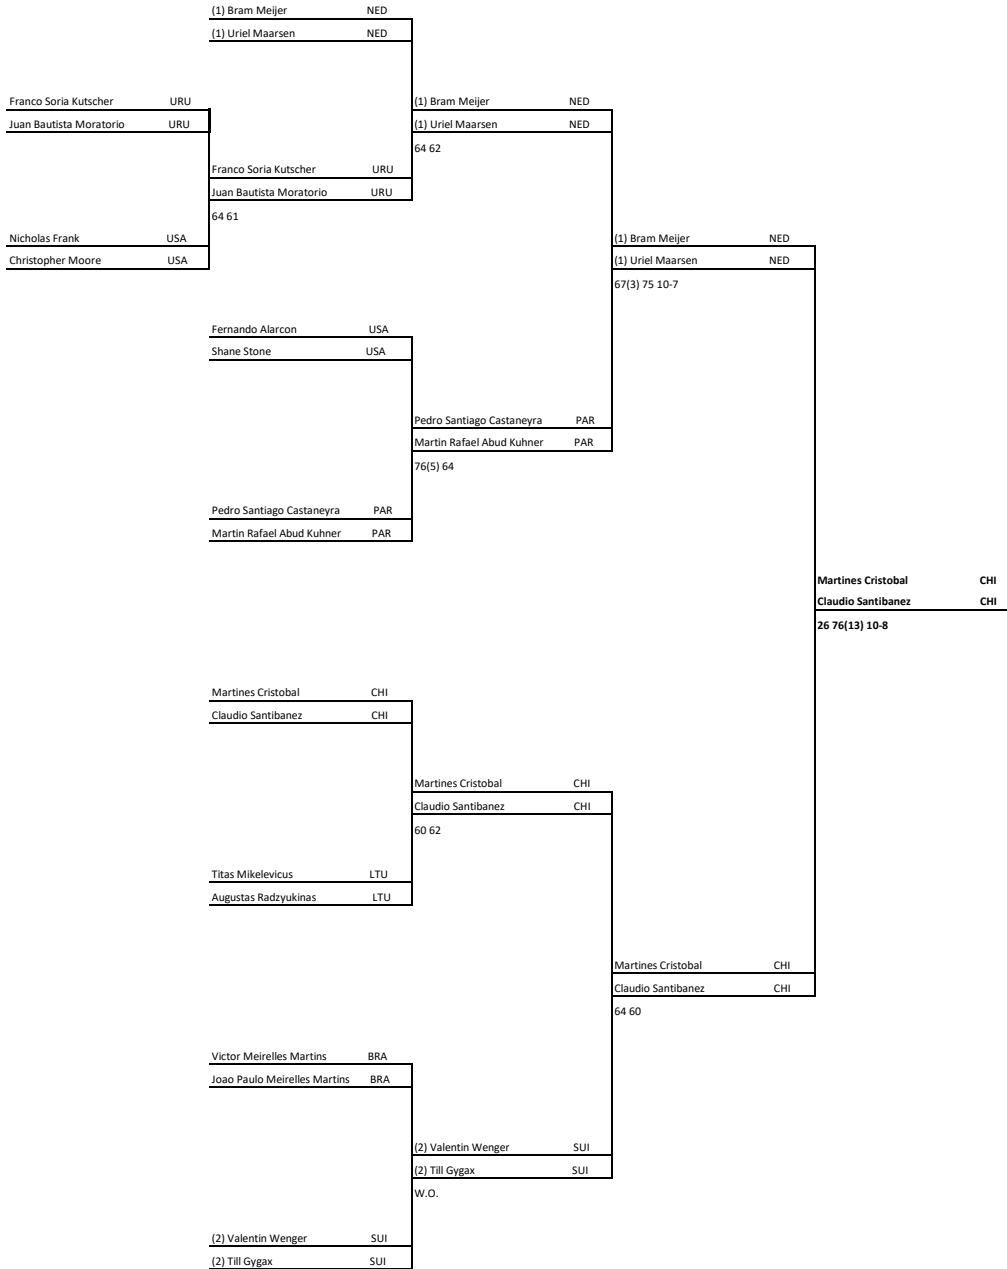 (1) Bram Meijer NED
(1) Uriel Maarsen NED
Franco Soria Kutscher URU
(1) Bram Meijer NED
Juan Bautista Moratorio URU
(1) Uriel Maarsen NED
64 62
Franco Soria Kutscher URU
Juan Bautista Moratorio URU
64 61
Nicholas Frank USA
(1) Bram Meijer NED
Christopher Moore USA
(1) Uriel Maarsen NED
67(3) 75 10-7
Fernando Alarcon USA
Shane Stone USA
Pedro Santiago Castaneyra PAR
Martin Rafael Abud Kuhner PAR
76(5) 64
Pedro Santiago Castaneyra PAR
Martin Rafael Abud Kuhner PAR
Martines Cristobal CHI
Claudio Santibanez CHI
26 76(13) 10-8
Martines Cristobal CHI
Claudio Santibanez CHI
Martines Cristobal CHI
Claudio Santibanez CHI
60 62
Titas Mikelevicus LTU
Augustas Radzyukinas LTU
Martines Cristobal CHI
Claudio Santibanez CHI
64 60
Victor Meirelles Martins BRA
Joao Paulo Meirelles Martins BRA
(2) Valentin Wenger SUI
(2) Till Gygax SUI
W.O.
(2) Valentin Wenger SUI
(2) Till Gygax SUI